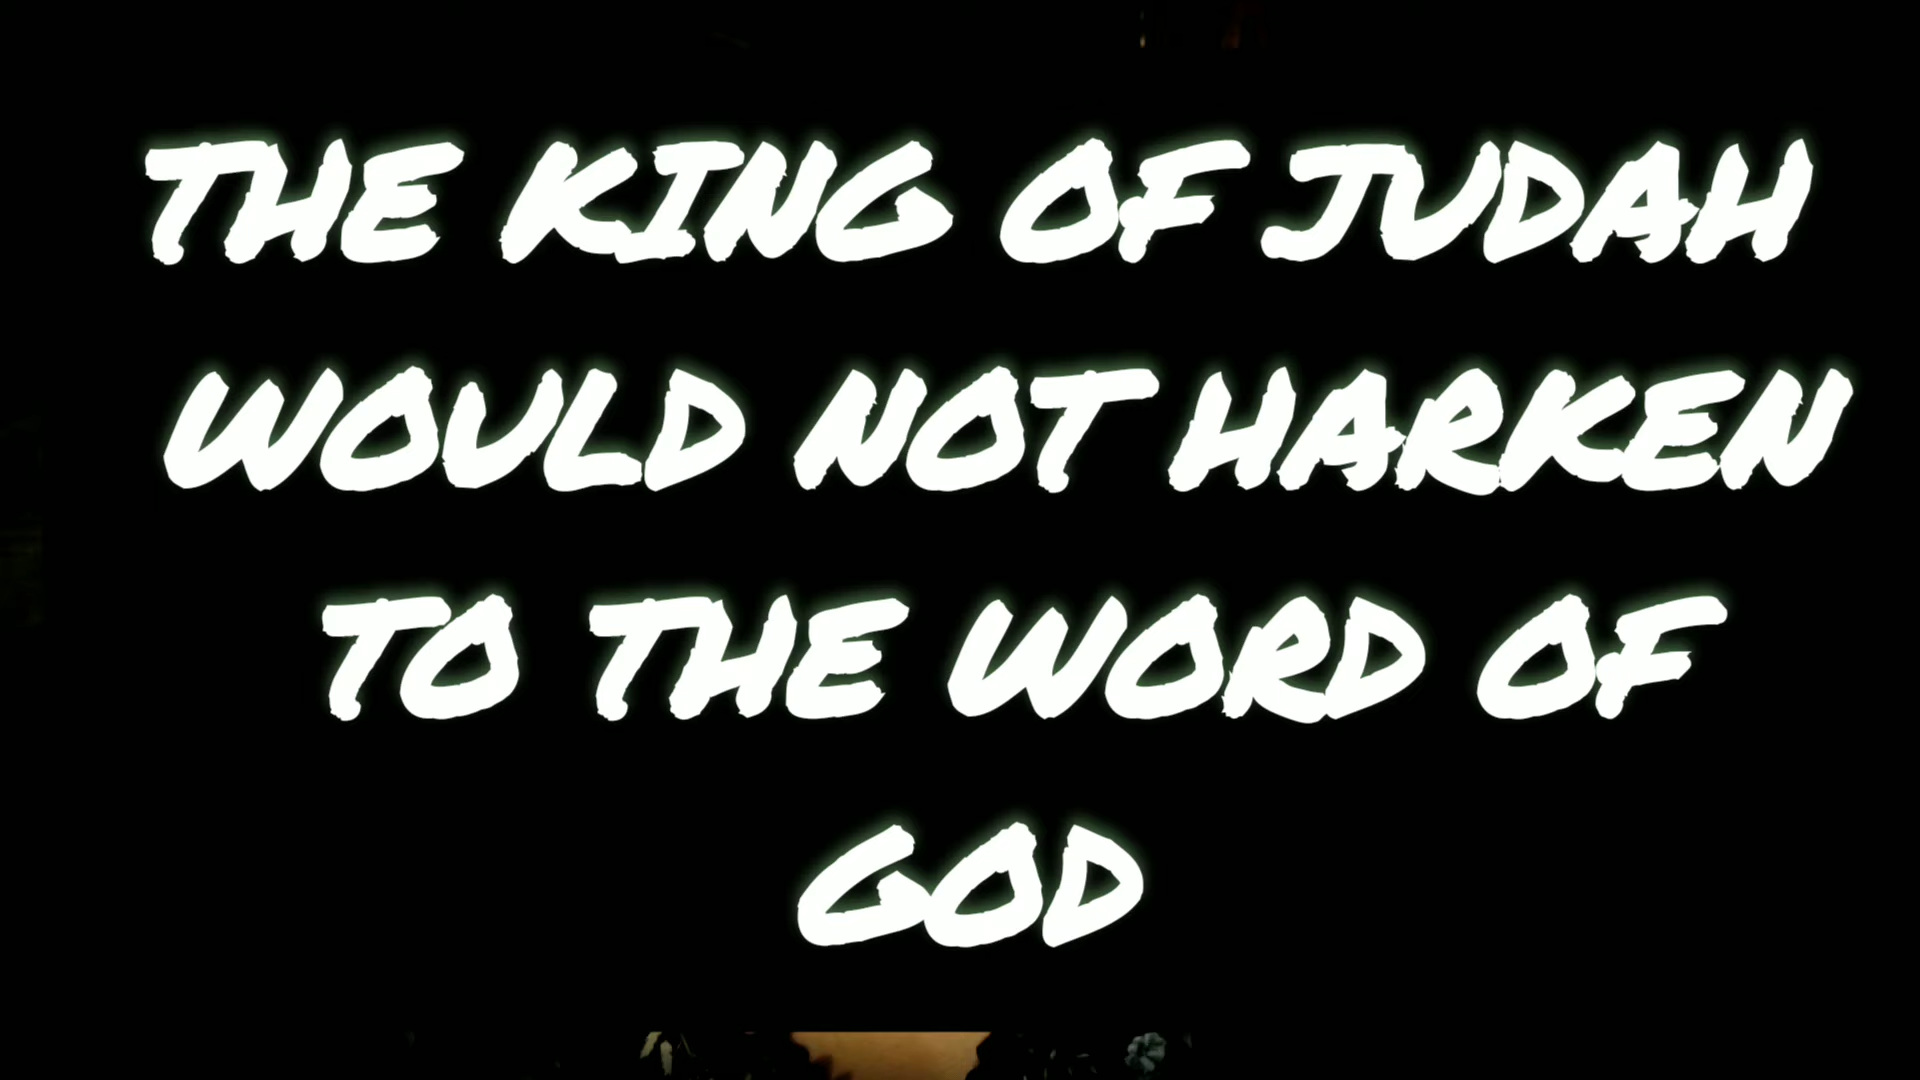 THE KING OF JUDAH
WOULD NOT HARKEN
TO THE WORD OF
GOD